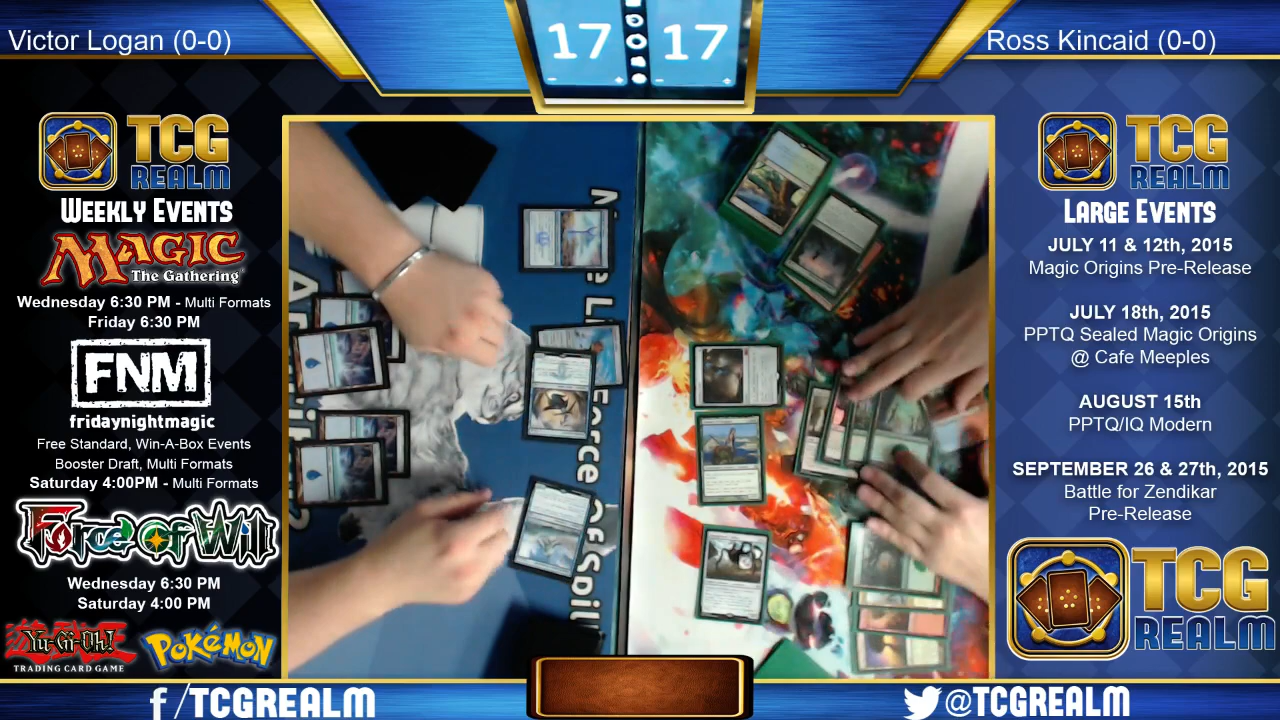 Victor Logan (0-0)
17 17
Ross Kincaid (0-0)
TCG
REALM
WEEKLY EVENTS
MAGIC
The Gathering
Wednesday 6:30 PM - Multi Formats
Friday 6:30 PM
FNM
fridaynightmagic
Free Standard, Win-A-Box Events
Booster Draft, Multi Formats
Saturday 4:00PM - Multi Formats
Force of Will
Wednesday 6:30 PM
Saturday 4:00 PM
Yu-Gi-Oh!
TRADING CARD GAME
POKéMON
Force Of
TCG
REALM
LARGE EVENTS
JULY 11 & 12th, 2015
Magic Origins Pre-Release
JULY 18th, 2015
PPTQ Sealed Magic Origins
@ Cafe Meeples
AUGUST 15th
PPTQ/IQ Modern
SEPTEMBER 26 & 27th, 2015
Battle for Zendikar
Pre-Release
TCG
REALM
f/TCGREALM
@TCGREALM